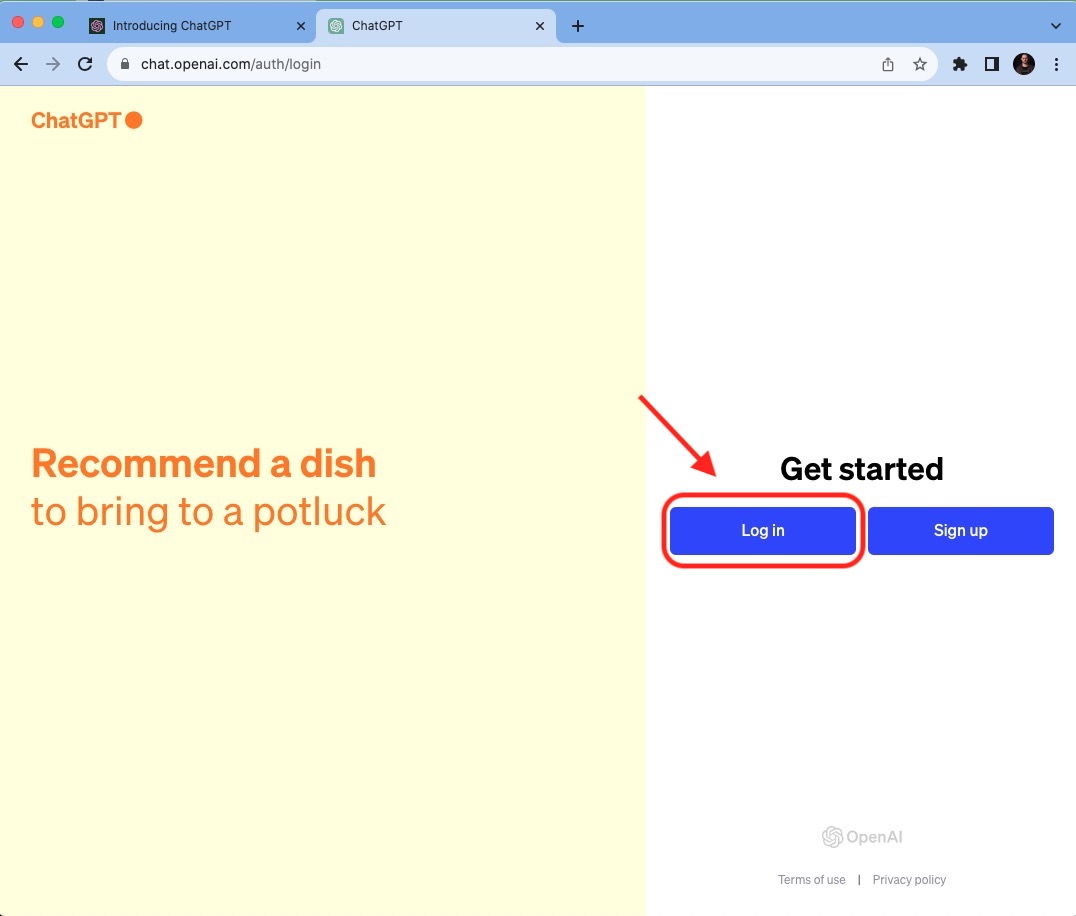 Introducing ChatGPT
ChatGPT
chat.openai.com/auth/login
ChatGPT
Recommend a dish
to bring to a potluck
Get started
Log in
Sign up
OpenAI
Terms of use | Privacy policy